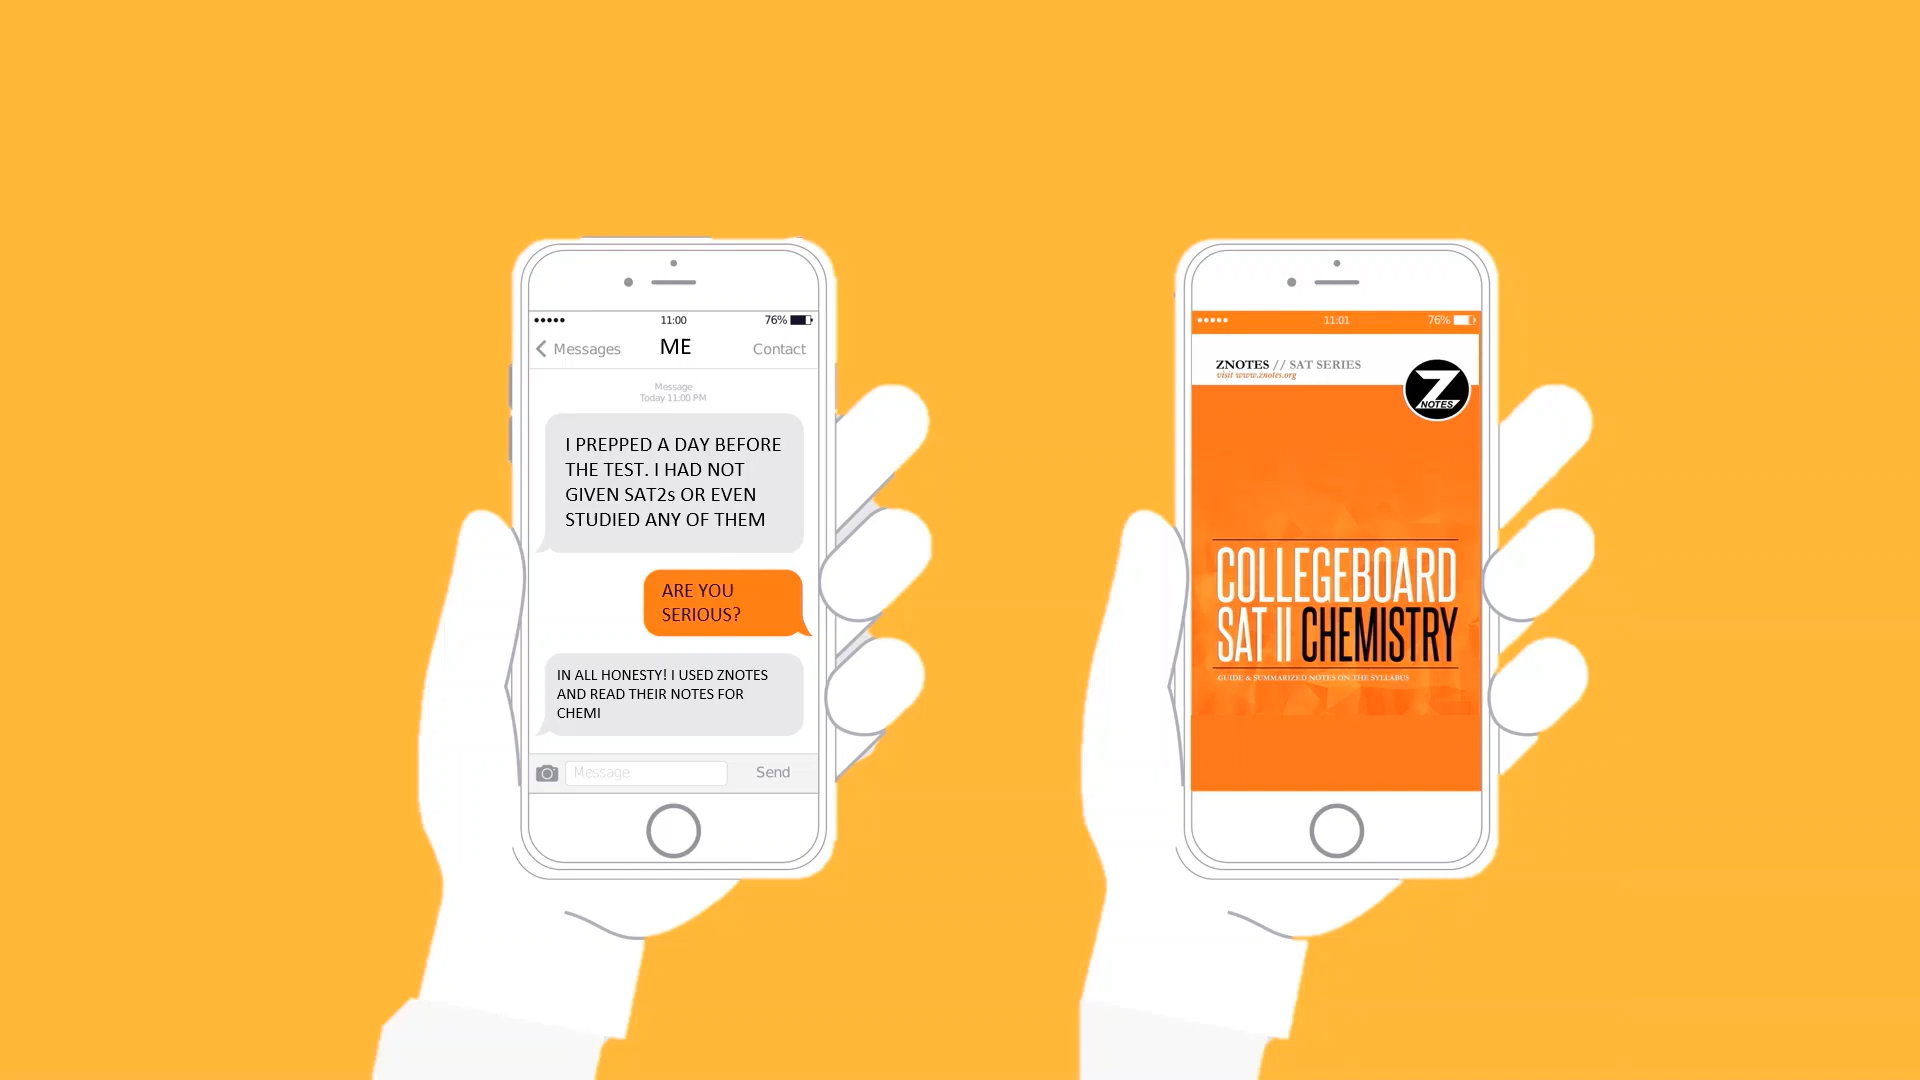 11:00
76%
Messages
ME
Contact
Message
Today 11:00 PM
I PREPPED A DAY BEFORE
THE TEST. I HAD NOT
GIVEN SAT2s OR EVEN
STUDIED ANY OF THEM
ARE YOU
SERIOUS?
IN ALL HONESTY! I USED ZNOTES
AND READ THEIR NOTES FOR
CHEMI
Message
Send
11:01
76%
ZNOTES // SAT SERIES
visit www.znotes.org
Z
NOTES
COLLEGEBOARD
SAT II CHEMISTRY
GUIDE & SUMMARIZED NOTES ON THE SYLLABUS